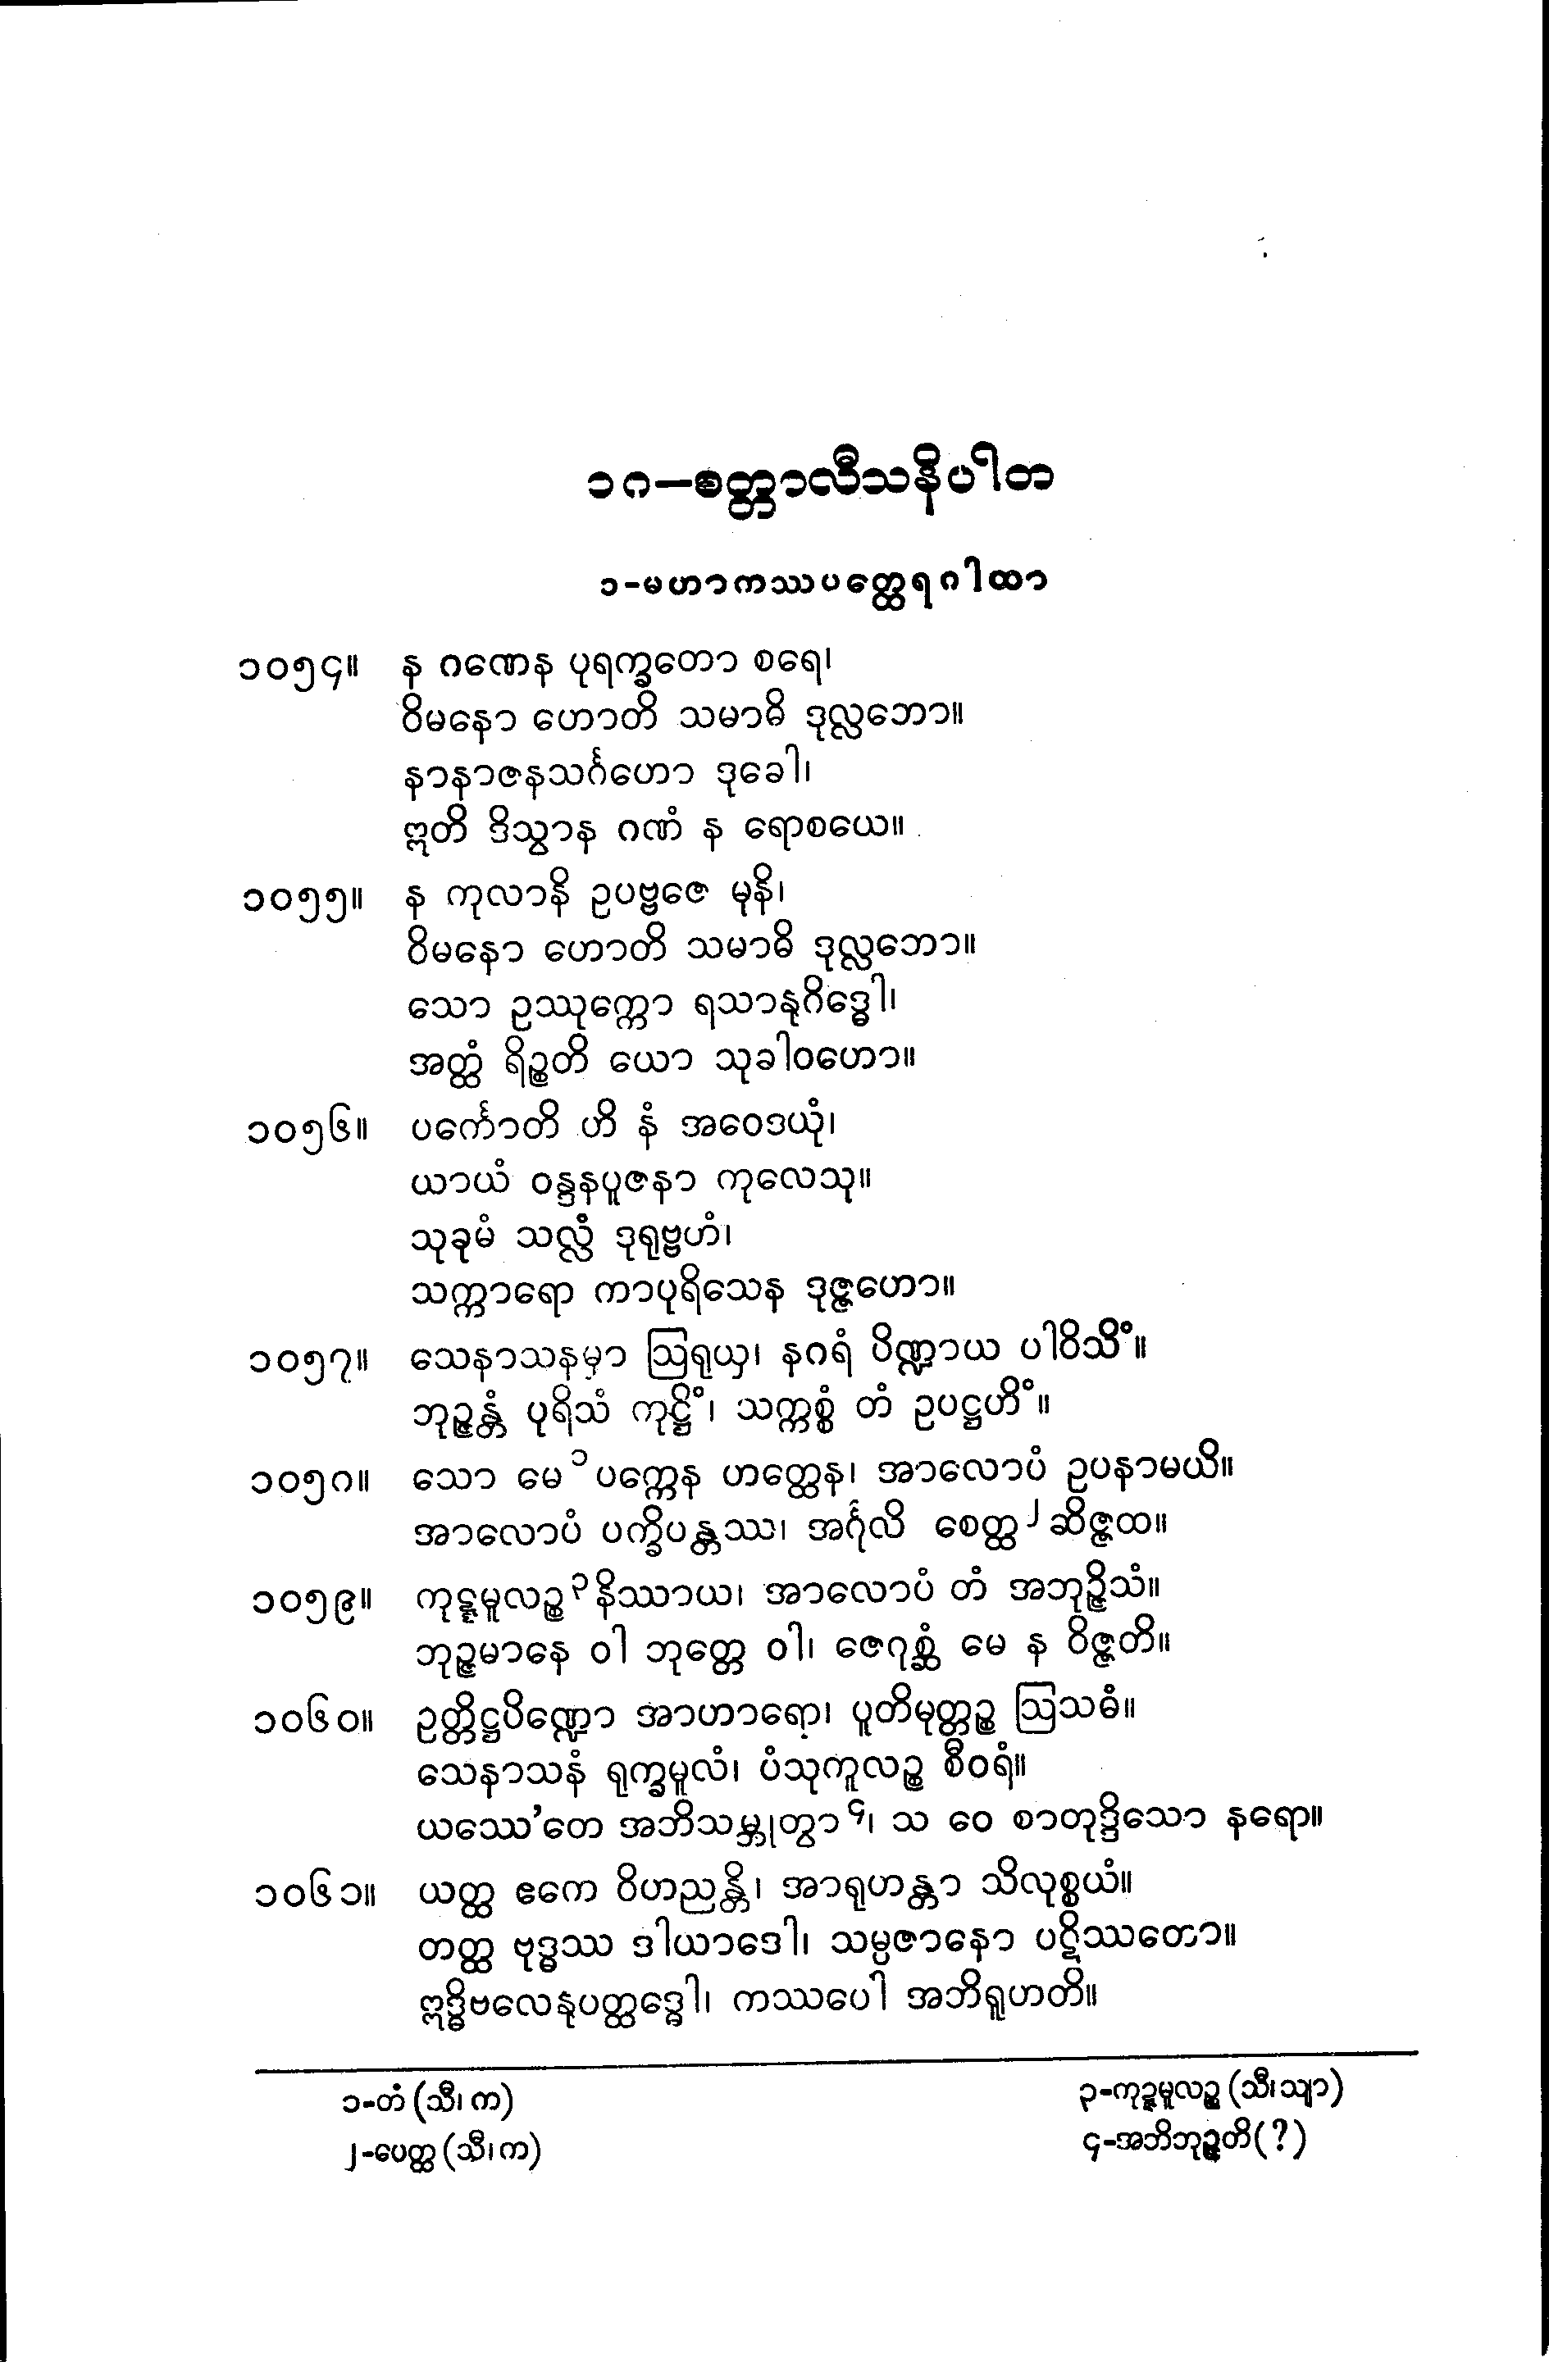 ၁၈–စတ္တာလီသနိပါတ
၁-မဟာကဿပတ္ထေရဂါထာ
၁၀၅၄။ န ဂဏေန ပုရက္ခတော စရေ၊
ဝိမနော ဟောတိ သမာဓိ ဒုလ္လဘော။
နာနာဇနသင်္ဂဟော ဒုခေါ၊
ဣတိ ဒိသွာန ဂဏံ န ရောစယေ။
၁၀၅၅။ န ကုလာနိ ဥပဗ္ဗဇေ မုနိ၊
ဝိမနော ဟောတိ သမာဓိ ဒုလ္လဘော။
သော ဥဿုက္ကော ရသာနုဂိဒ္ဓေါ၊
အတ္ထံ ရိဉ္စတိ ယော သုခါဝဟော။
၁၀၅၆။ ပင်္ကောတိ ဟိ နံ အဝေဒယုံ၊
ယာယံ ဝန္ဒနပူဇနာ ကုလေသု။
သုခုမံ သလ္လံ ဒုရုဗ္ဗဟံ၊
သက္ကာရော ကာပုရိသေန ဒုဇ္ဇဟော။
၁၀၅၇။ သေနာသနမှာ ဩရုယှ၊ နဂရံ ပိဏ္ဍာယ ပါဝိသိံ။
ဘုဉ္ဇန္တံ ပုရိသံ ကုဋ္ဌိံ၊ သက္ကစ္စံ တံ ဥပဋ္ဌဟိံ။
၁၀၅၈။ သော မေ ၁ ပက္ကေန ဟတ္ထေန၊ အာလောပံ ဥပနာမယိ။
အာလောပံ ပက္ခိပန္တဿ၊ အင်္ဂုလိ စေတ္ထ ၂ ဆိဇ္ဇထ။
၁၀၅၉။ ကုဋ္ဋမူလဉ္စ ၃ နိဿာယ၊ အာလောပံ တံ အဘုဉ္ဇိသံ။
ဘုဉ္ဇမာနေ ဝါ ဘုတ္တေ ဝါ၊ ဇေဂုစ္ဆံ မေ န ဝိဇ္ဇတိ။
၁၀၆၀။ ဥတ္တိဋ္ဌပိဏ္ဍော အာဟာရော၊ ပူတိမုတ္တဉ္စ ဩသဓံ။
သေနာသနံ ရုက္ခမူလံ၊ ပံသုကူလဉ္စ စီဝရံ။
ယဿေ’တေ အဘိသမ္ဘုတွာ ၄၊ သ ဝေ စာတုဒ္ဒိသော နရော။
၁၀၆၁။ ယတ္ထ ဧကေ ဝိဟညန္တိ၊ အာရုဟန္တာ သိလုစ္စယံ။
တတ္ထ ဗုဒ္ဓဿ ဒါယာဒေါ၊ သမ္ပဇာနော ပဋိဿတော။
ဣဒ္ဓိဗလေနုပတ္ထဒ္ဓေါ၊ ကဿပေါ အဘိရူဟတိ။
၁-တံ (သီ၊ က)
၂-ပေတ္ထ (သီ၊က)
၃-ကုဍ္ဍမူလဉ္စ (သီ၊သျာ)
၄-အဘိဘုဉ္ဇတိ(?)